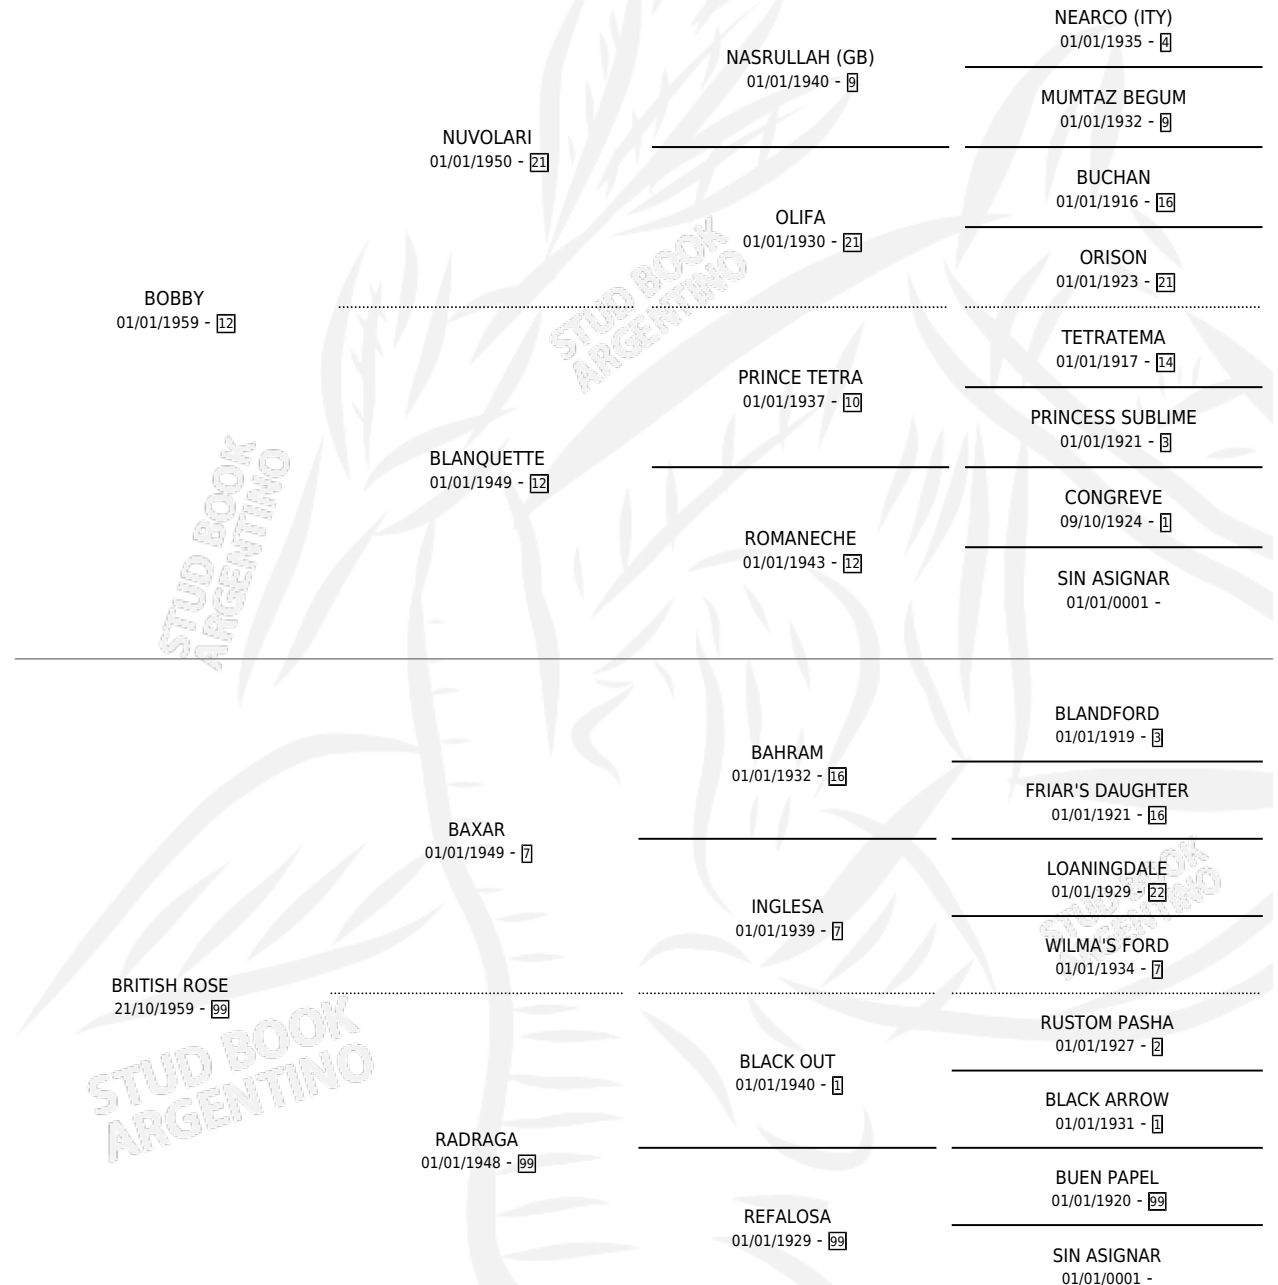 NEARCO (ITY)
01/01/1935 - 4
NASRULLAH (GB)
01/01/1940 - 9
MUMTAZ BEGUM
01/01/1932 - 9
NUVOLARI
01/01/1950 - 21
BUCHAN
01/01/1916 - 16
OLIFA
01/01/1930 - 21
ORISON
01/01/1923 - 21
BOBBY
01/01/1959 - 12
TETRATEMA
01/01/1917 - 14
PRINCE TETRA
01/01/1937 - 10
PRINCESS SUBLIME
01/01/1921 - 3
BLANQUETTE
01/01/1949 - 12
CONGREVE
09/10/1924 - 1
ROMANECHE
01/01/1943 - 12
SIN ASIGNAR
01/01/0001 -
BLANDFORD
01/01/1919 - 3
BAHRAM
01/01/1932 - 16
FRIAR'S DAUGHTER
01/01/1921 - 16
BAXAR
01/01/1949 - 7
LOANINGDALE
01/01/1929 - 22
INGLESA
01/01/1939 - 7
WILMA'S FORD
01/01/1934 - 7
BRITISH ROSE
21/10/1959 - 99
RUSTOM PASHA
01/01/1927 - 2
BLACK OUT
01/01/1940 - 1
BLACK ARROW
01/01/1931 - 1
RADRAGA
01/01/1948 - 99
BUEN PAPEL
01/01/1920 - 99
REFALOSA
01/01/1929 - 99
SIN ASIGNAR
01/01/0001 -
STUD BOOK
ARGENTINO
STUD BOOK
ARGENTINO
STUD BOOK
ARGENTINO
STUD BOOK
ARGENTINO